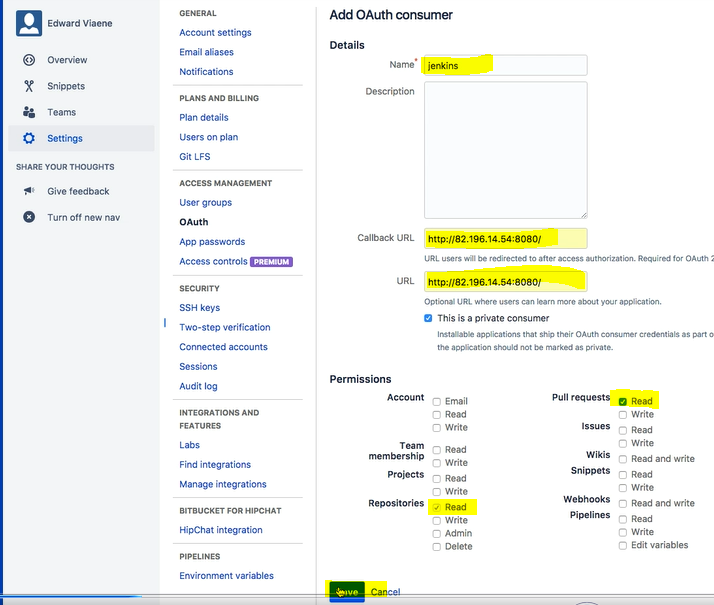 Edward Viaene
Overview
Snippets
Teams
Settings
SHARE YOUR THOUGHTS
Give feedback
Turn off new nav
GENERAL
Account settings
Email aliases
Notifications
PLANS AND BILLING
Plan details
Users on plan
Git LFS
ACCESS MANAGEMENT
User groups
OAuth
App passwords
Access controls PREMIUM
SECURITY
SSH keys
Two-step verification
Connected accounts
Sessions
Audit log
INTEGRATIONS AND
FEATURES
Labs
Find integrations
Manage integrations
BITBUCKET FOR HIPCHAT
HipChat integration
PIPELINES
Environment variables
Add OAuth consumer
Details
Name* jenkins
Description
Callback URL http://82.196.14.54:8080/
URL users will be redirected to after access authorization. Required for OAuth 2
URL http://82.196.14.54:8080/
Optional URL where users can learn more about your application.
This is a private consumer
Installable applications that ship their OAuth consumer credentials as part o
the application should not be marked as private.
Permissions
Account Email
Read
Write
Team
membership Read
Write
Projects Read
Write
Repositories Read
Write
Admin
Delete
Pull requests Read
Write
Issues Read
Write
Wikis Read and write
Snippets Read
Write
Webhooks Read and write
Pipelines Read
Write
Edit variables
Save Cancel